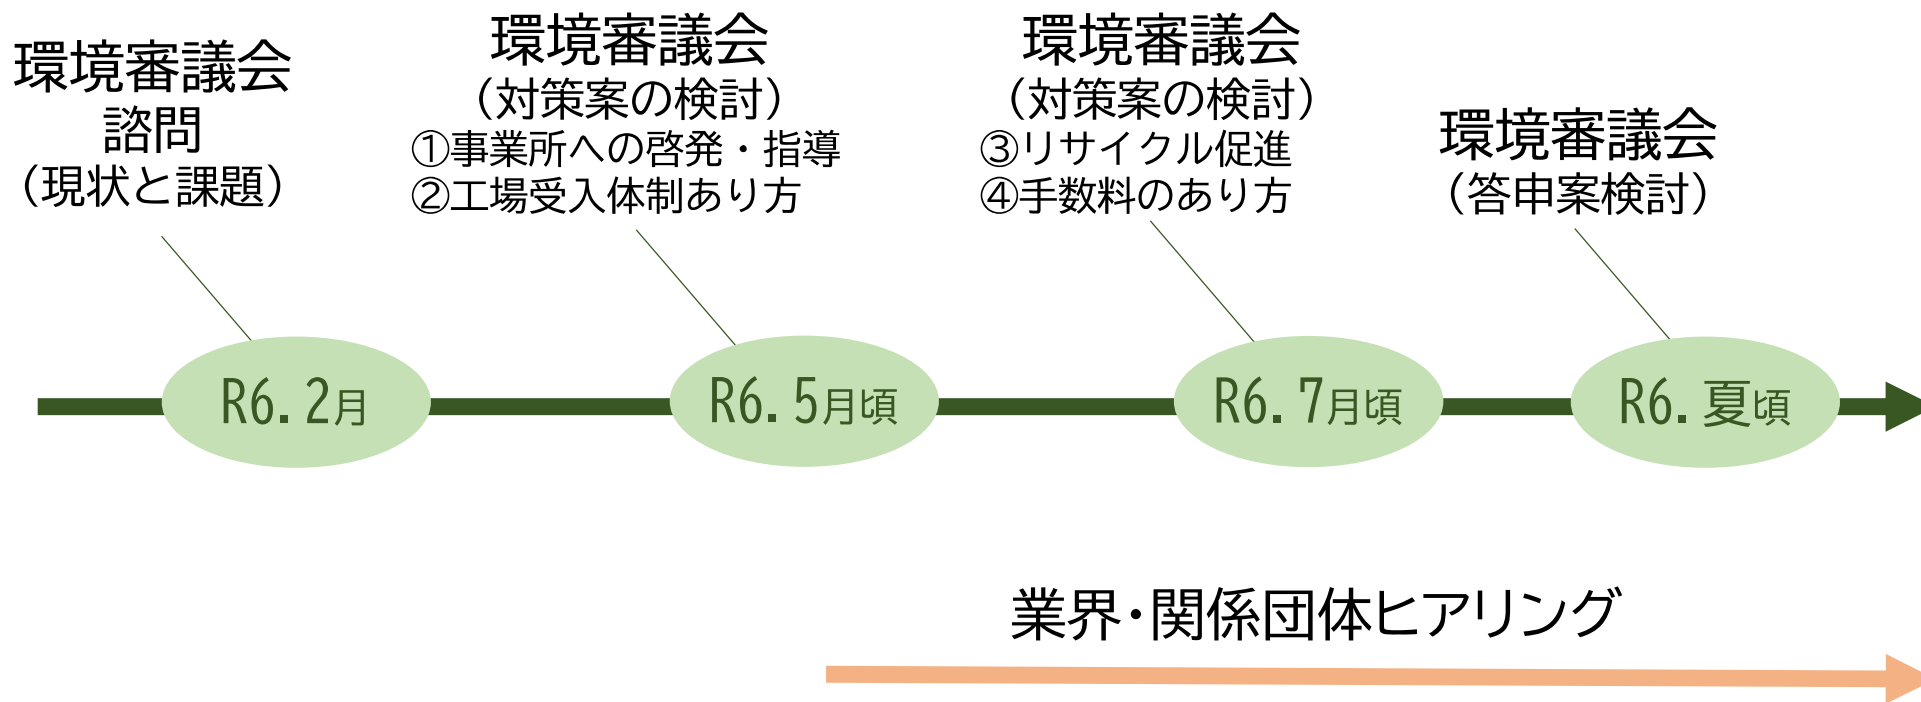 環境審議会
諮問
（現状と課題）
環境審議会
（対策案の検討）
①事業所への啓発・指導
②工場受入体制あり方
環境審議会
（対策案の検討）
③リサイクル促進
④手数料のあり方
環境審議会
（答申案検討）
R6.2月
R6.5月頃
R6.7月頃
R6.夏頃
業界・関係団体ヒアリング